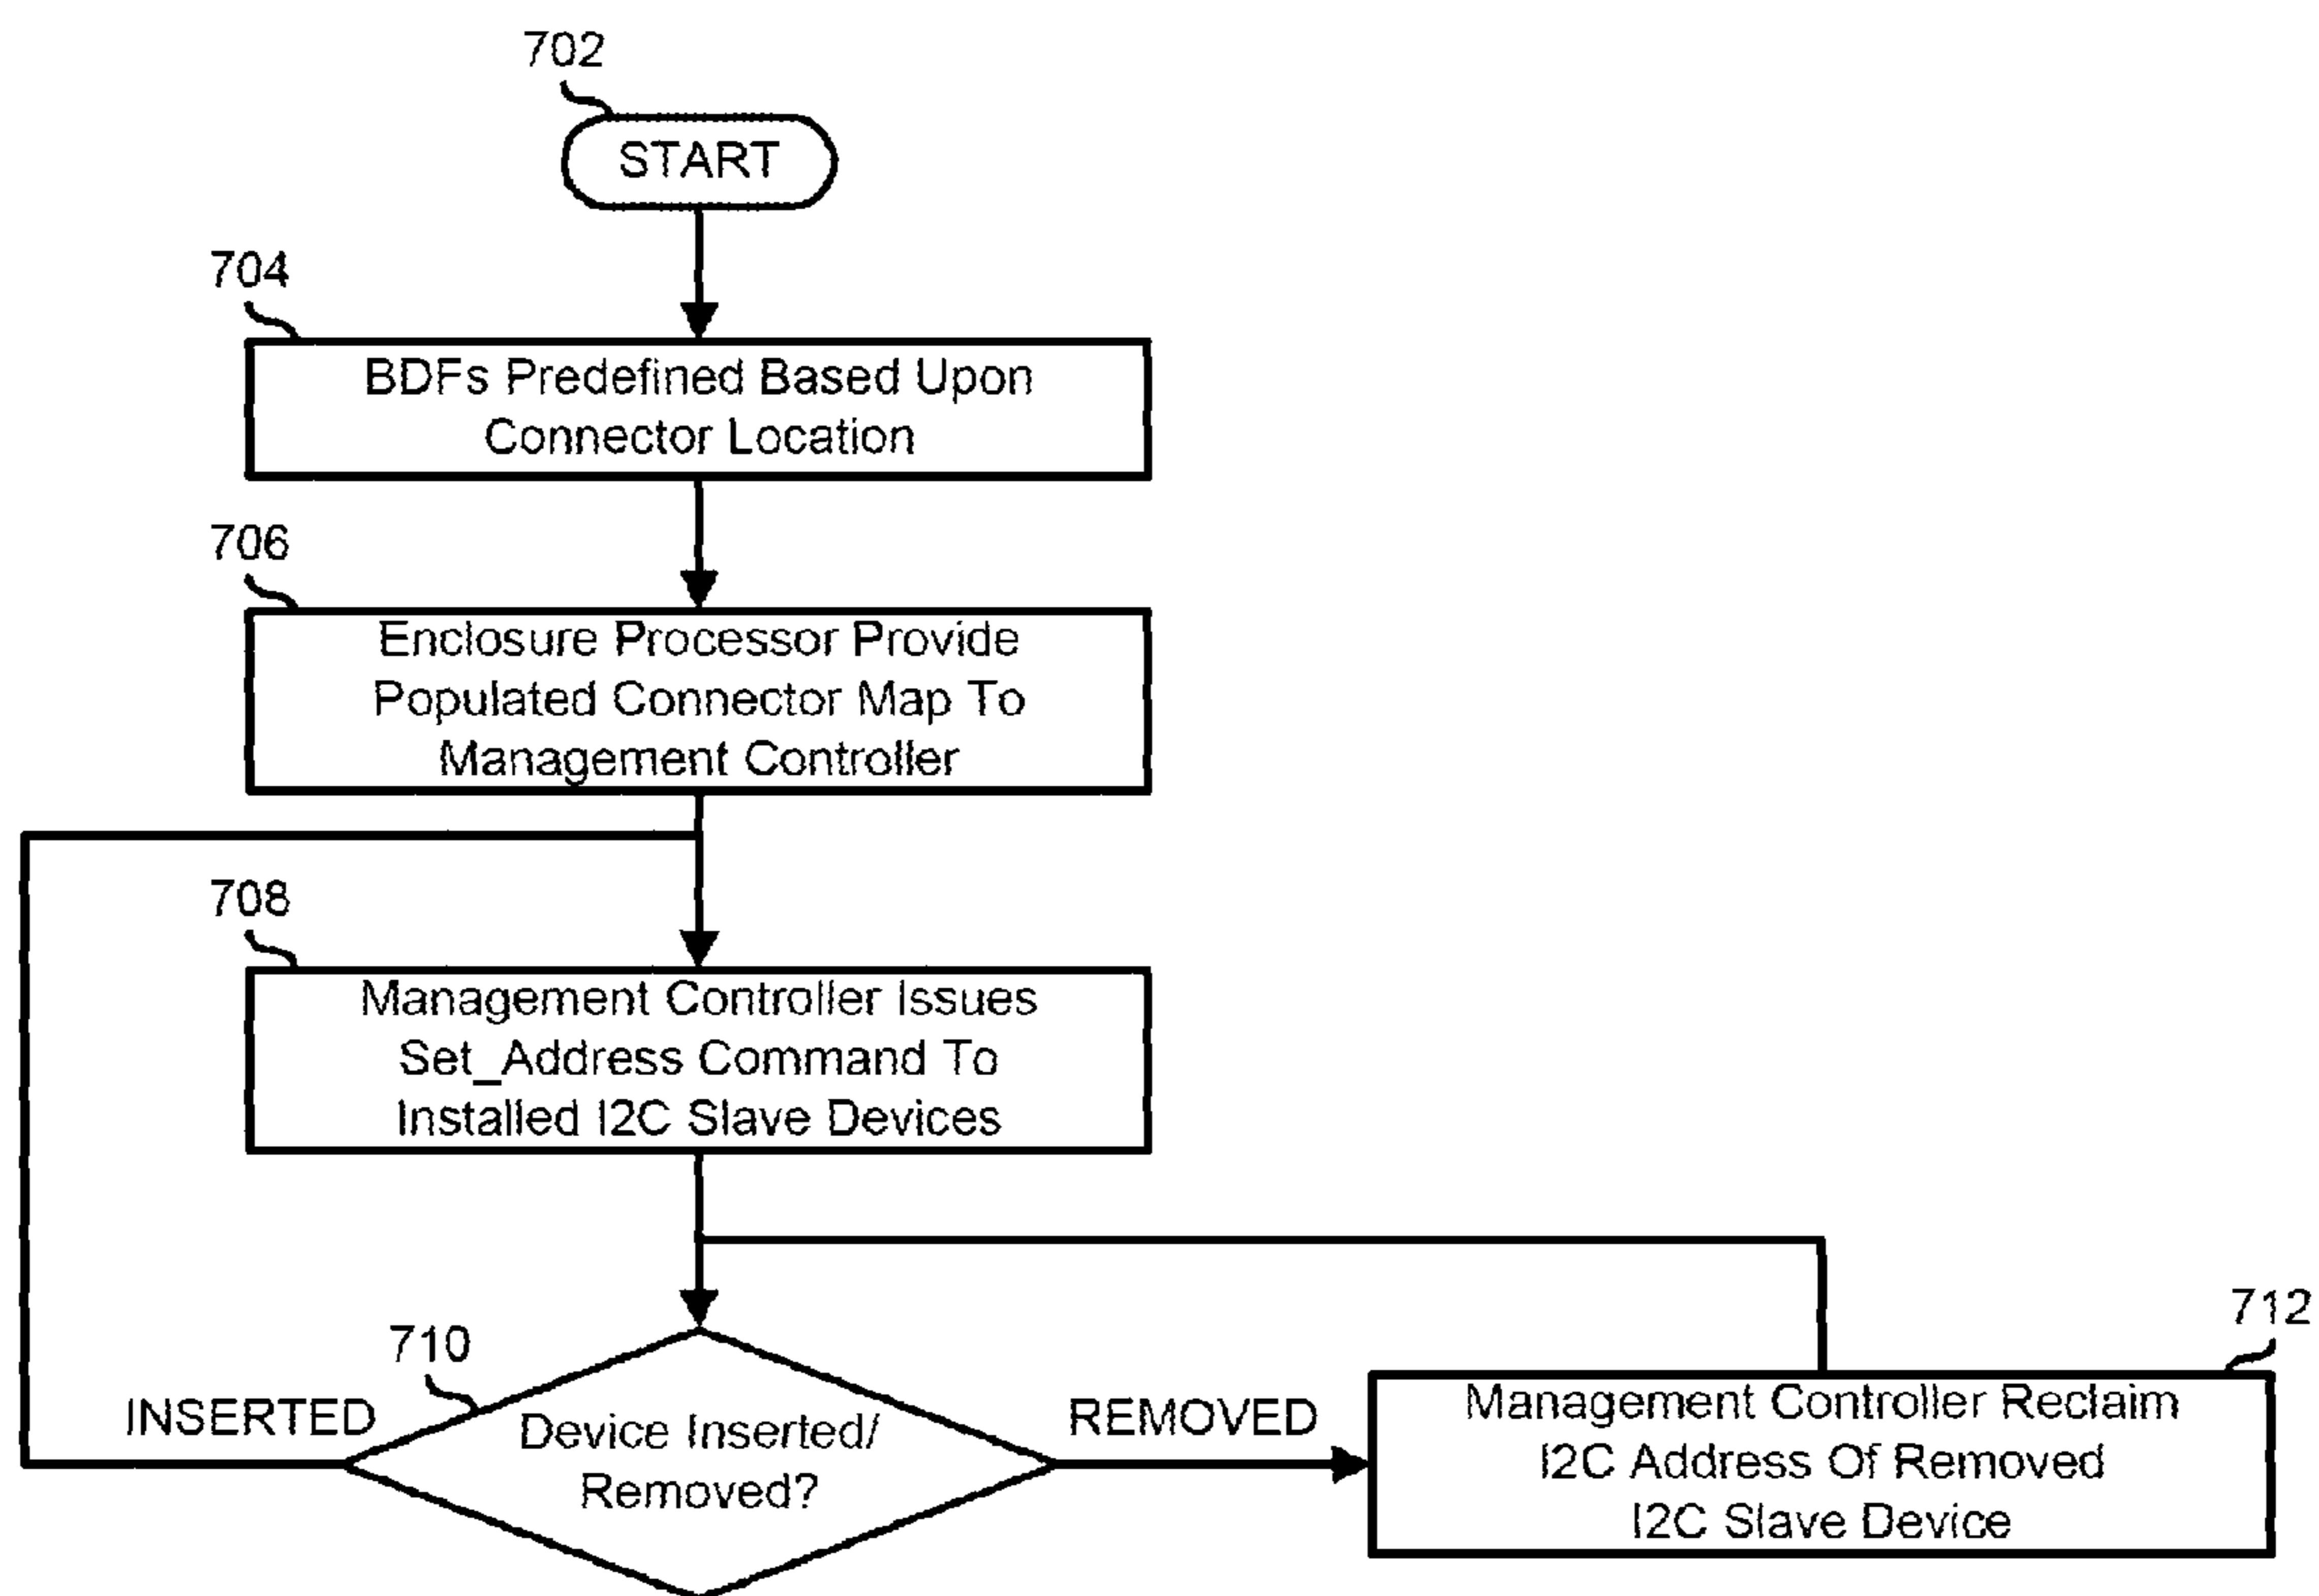 702
START
704
BDFs Predefined Based Upon
Connector Location
706
Enclosure Processor Provide
Populated Connector Map To
Management Controller
708
Management Controller Issues
Set_Address Command To
Installed I2C Slave Devices
710
INSERTED
Device Inserted/
Removed?
REMOVED
712
Management Controller Reclaim
I2C Address Of Removed
I2C Slave Device